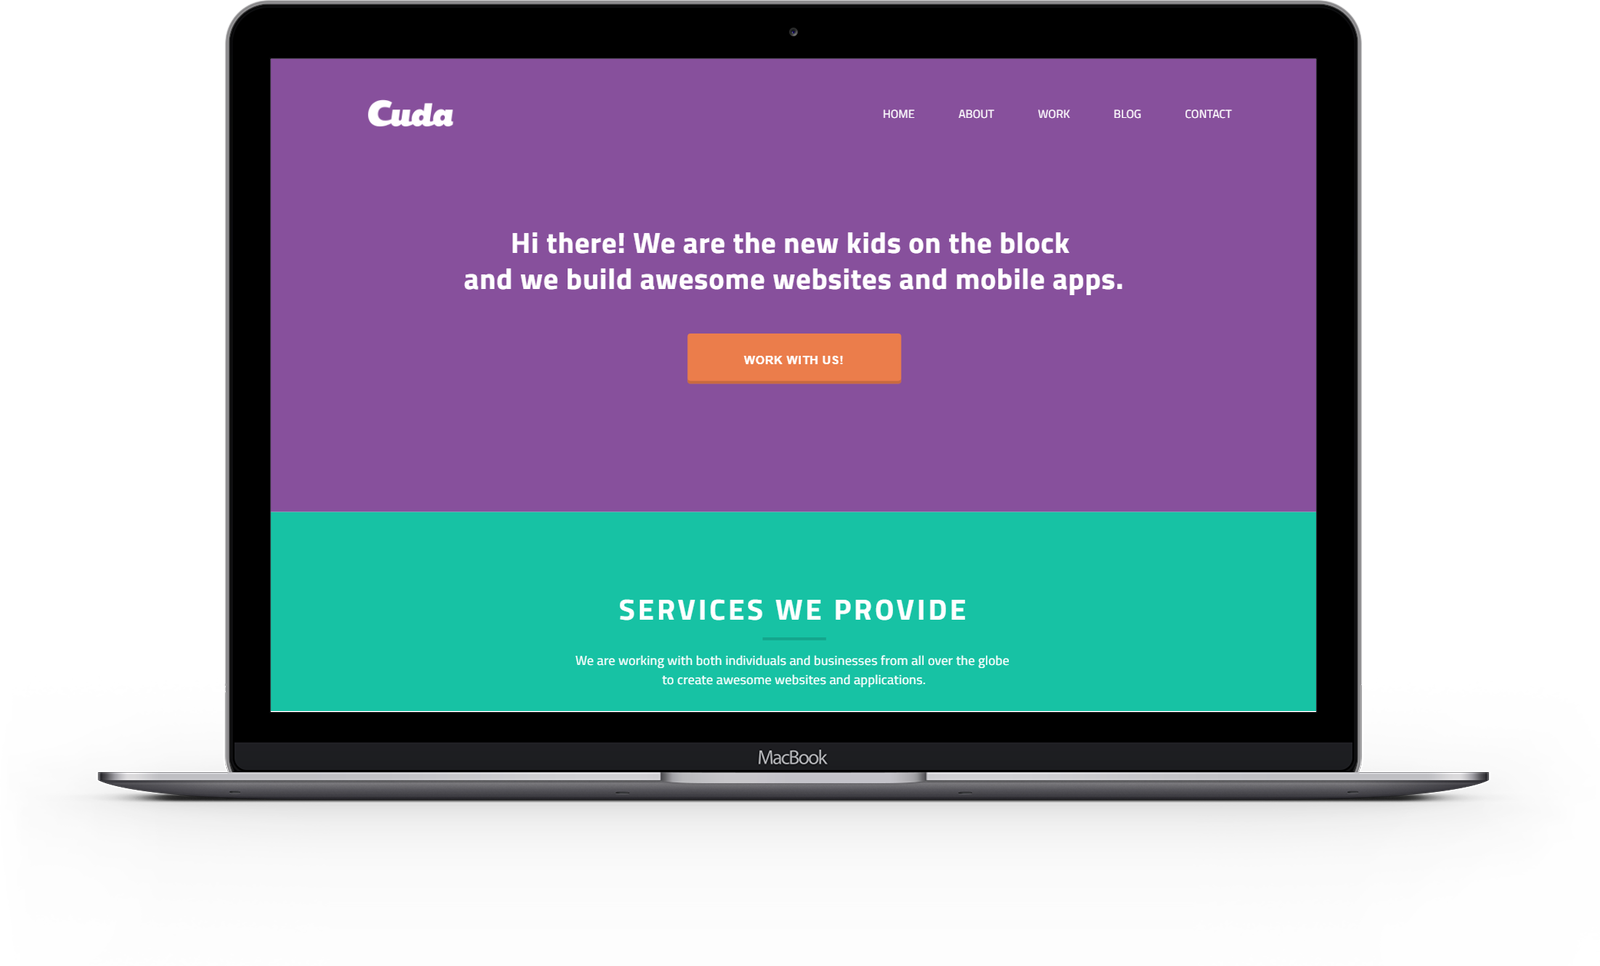 Cuda
HOME ABOUT WORK BLOG CONTACT
Hi there! We are the new kids on the block
and we build awesome websites and mobile apps.
WORK WITH US!
SERVICES WE PROVIDE
We are working with both individuals and businesses from all over the globe
to create awesome websites and applications.
MacBook